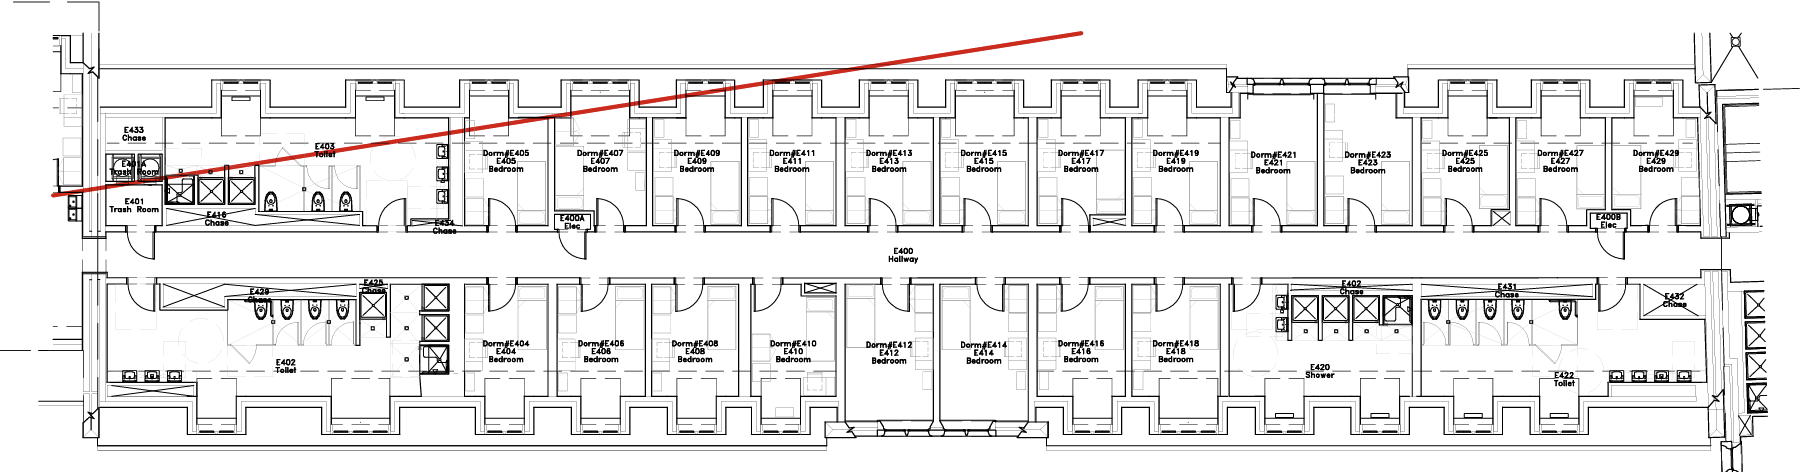 E433
Chase
E403
Toilet
E401A
Trash Room
E401
Trash Room
E416
Chase
E434
Chase
Dorm#E405
E405
Bedroom
Dorm#E407
E407
Bedroom
E400A
Elec
Dorm#E409
E409
Bedroom
Dorm#E411
E411
Bedroom
Dorm#E413
E413
Bedroom
Dorm#E415
E415
Bedroom
Dorm#E417
E417
Bedroom
Dorm#E419
E419
Bedroom
Dorm#E421
E421
Bedroom
Dorm#E423
E423
Bedroom
Dorm#E425
E425
Bedroom
Dorm#E427
E427
Bedroom
E400B
Elec
Dorm#E429
E429
Bedroom
E400
Hallway
E429
Chase
E425
Chase
E402
Toilet
Dorm#E404
E404
Bedroom
Dorm#E406
E406
Bedroom
Dorm#E408
E408
Bedroom
Dorm#E410
E410
Bedroom
Dorm#E412
E412
Bedroom
Dorm#E414
E414
Bedroom
Dorm#E416
E416
Bedroom
Dorm#E418
E418
Bedroom
E402
Chase
E420
Shower
E431
Chase
E422
Toilet
E432
Chase